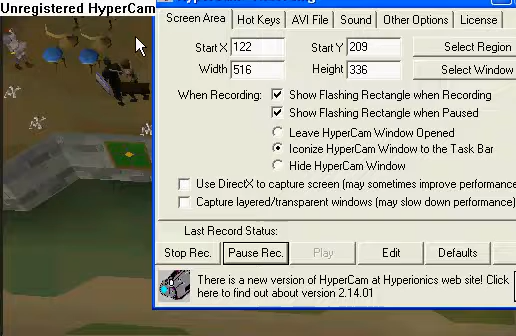 Unregistered HyperCam
Screen Area Hot Keys AVI File Sound Other Options License
Start X 122 Start Y 209 Select Region
Width 516 Height 336 Select Window
When Recording: Show Flashing Rectangle when Recording
Show Flashing Rectangle when Paused
Leave HyperCam Window Opened
Iconize HyperCam Window to the Task Bar
Hide HyperCam Window
Use DirectX to capture screen (may sometimes improve performance
Capture layered/transparent windows (may slow down performance)
Last Record Status:
Stop Rec. Pause Rec. Play Edit Defaults
There is a new version of HyperCam at Hyperionics web site! Click
here to find out about version 2.14.01